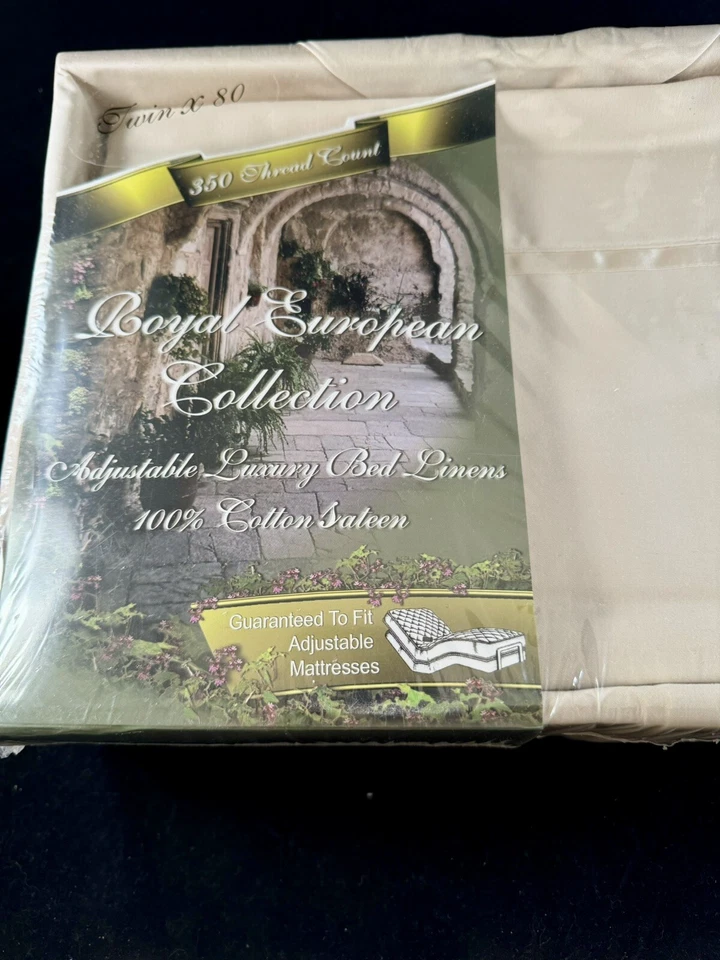 Twin x 80
350 Thread Count
Royal European
Collection
Adjustable Luxury Bed Linens
100% Cotton Sateen
Guaranteed To Fit
Adjustable
Mattresses